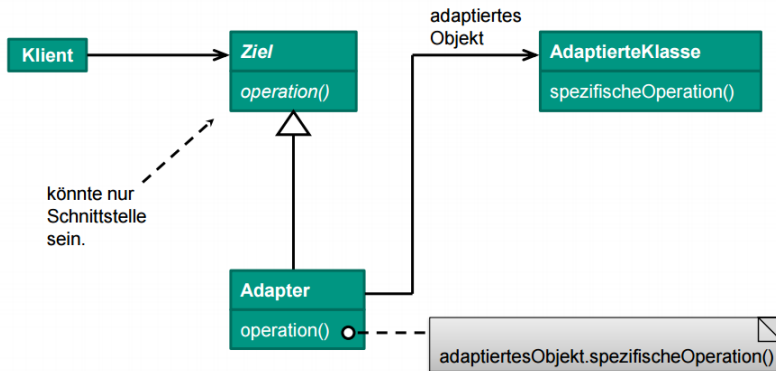 Klient
Ziel
operation()
adaptiertes
Objekt
AdaptierteKlasse
spezifischeOperation()
könnte nur
Schnittstelle
sein.
Adapter
operation()
adaptiertesObjekt.spezifischeOperation()